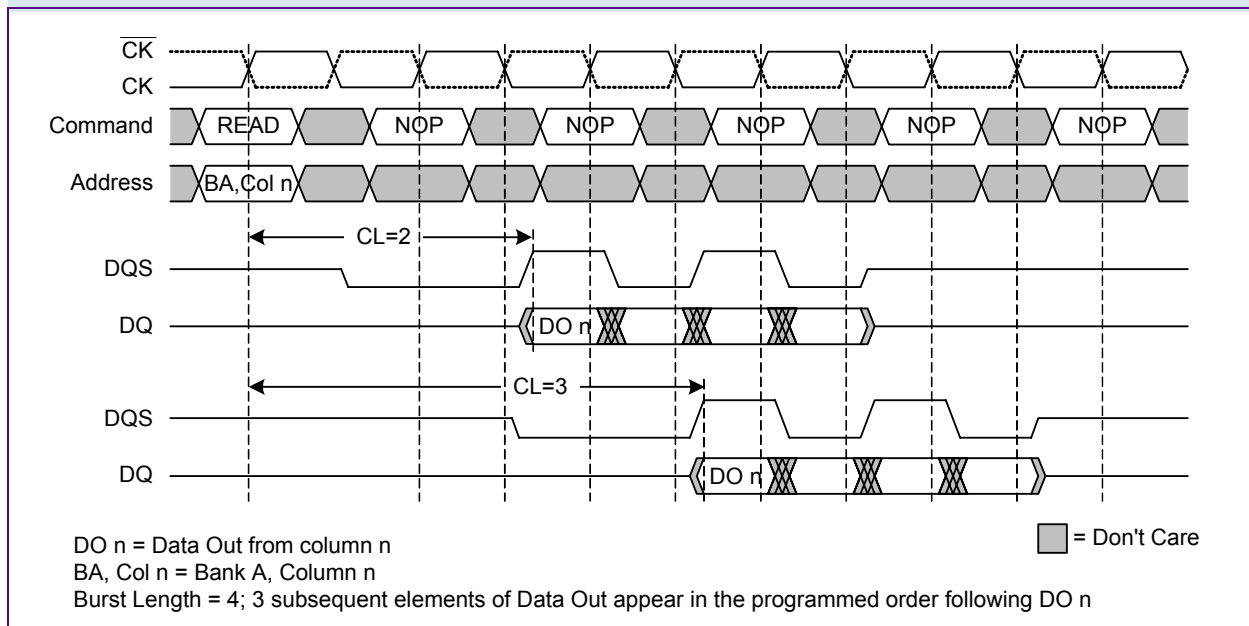 CK
CK
Command READ NOP NOP NOP NOP NOP
Address BA,Col n
CL=2
DQS
DQ DO n
CL=3
DQS
DQ DO n
DO n = Data Out from column n
= Don't Care
BA, Col n = Bank A, Column n
Burst Length = 4; 3 subsequent elements of Data Out appear in the programmed order following DO n